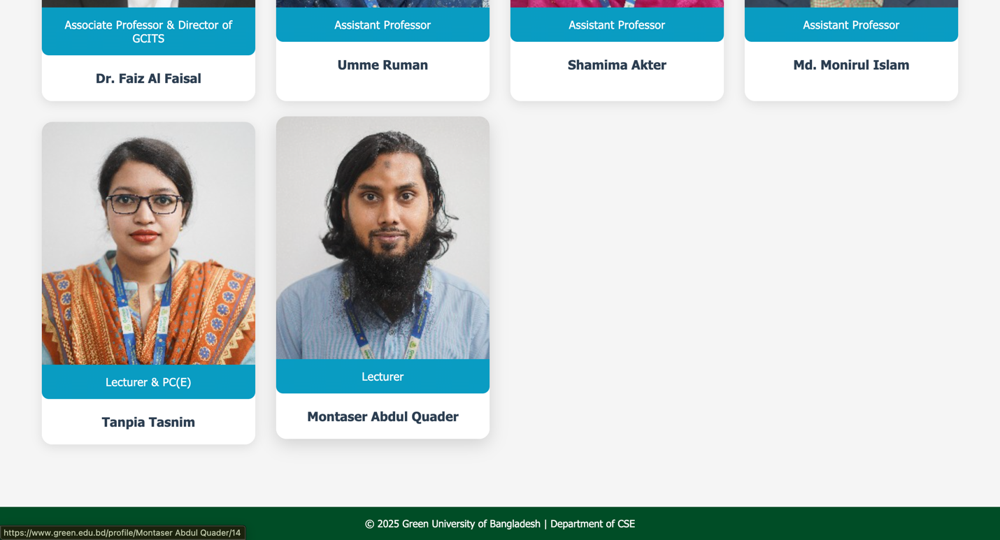 Associate Professor & Director of
GCITS
Dr. Faiz Al Faisal
Assistant Professor
Umme Ruman
Assistant Professor
Shamima Akter
Assistant Professor
Md. Monirul Islam
Lecturer & PC(E)
Tanpia Tasnim
Lecturer
Montaser Abdul Quader
© 2025 Green University of Bangladesh | Department of CSE
https://www.green.edu.bd/profile/Montaser Abdul Quader/14